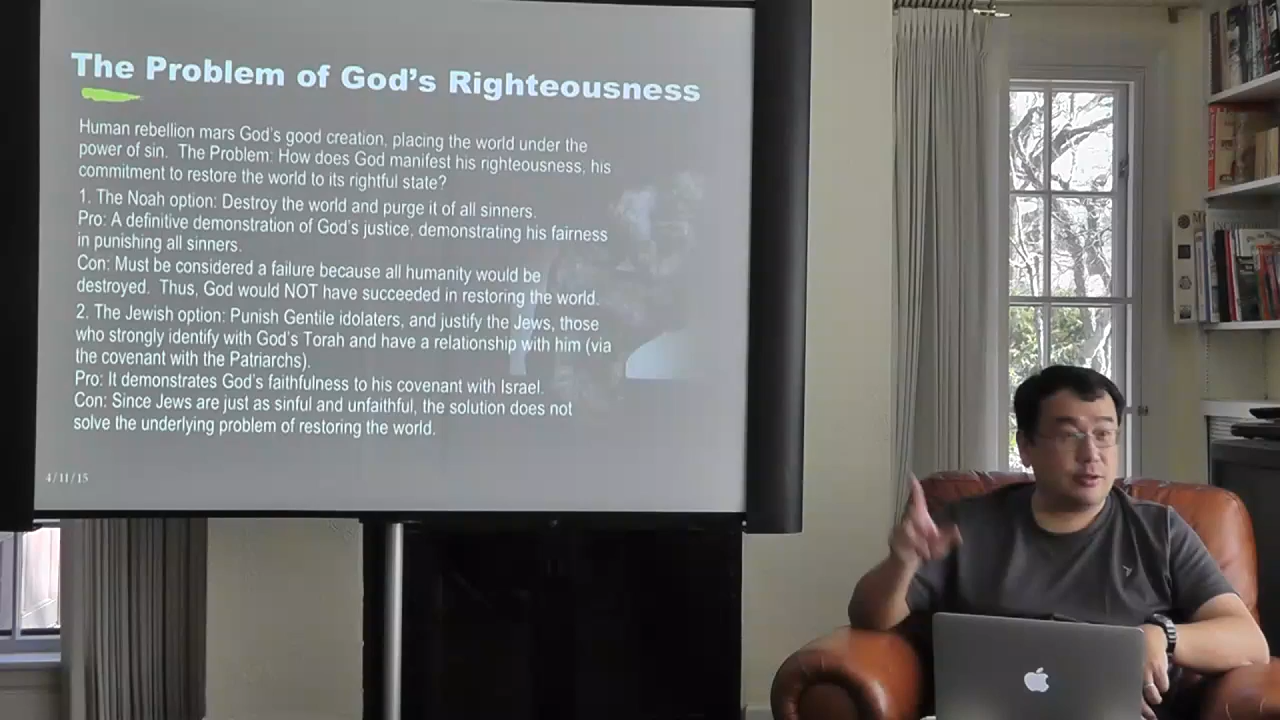 The Problem of God's Righteousness
Human rebellion mars God's good creation, placing the world under the
power of sin. The Problem: How does God manifest his righteousness, his
commitment to restore the world to its rightful state?
1. The Noah option: Destroy the world and purge it of all sinners.
Pro: A definitive demonstration of God's justice, demonstrating his fairness
in punishing all sinners.
Con: Must be considered a failure because all humanity would be
destroyed. Thus, God would NOT have succeeded in restoring the world.
2. The Jewish option: Punish Gentile idolaters, and justify the Jews, those
who strongly identify with God's Torah and have a relationship with him (via
the covenant with the Patriarchs).
Pro: It demonstrates God's faithfulness to his covenant with Israel.
Con: Since Jews are just as sinful and unfaithful, the solution does not
solve the underlying problem of restoring the world.
4/11/15